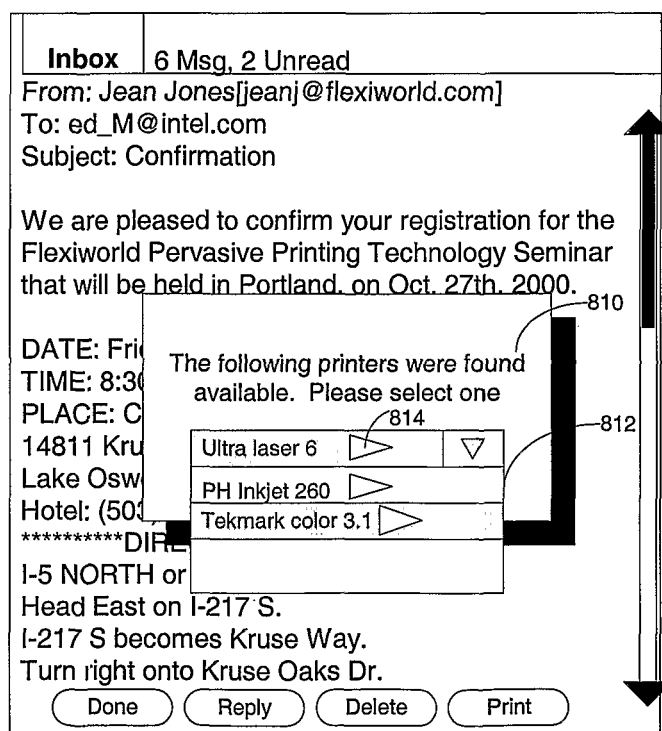 Inbox 6 Msg, 2 Unread
From: Jean Jones[jeanj@flexiworld.com]
To: ed_M@intel.com
Subject: Confirmation
We are pleased to confirm your registration for the
Flexiworld Pervasive Printing Technology Seminar
that will be held in Portland, on Oct. 27th, 2000.
810
DATE: Fri
The following printers were found
TIME: 8:30
available. Please select one
PLACE: C
814
812
14811 Kru
Ultra laser 6
Lake Osw
PH Inkjet 260
Hotel: (503
Tekmark color 3.1
**********DIRE
I-5 NORTH or
Head East on I-217 S.
I-217 S becomes Kruse Way.
Turn right onto Kruse Oaks Dr.
Done Reply Delete Print